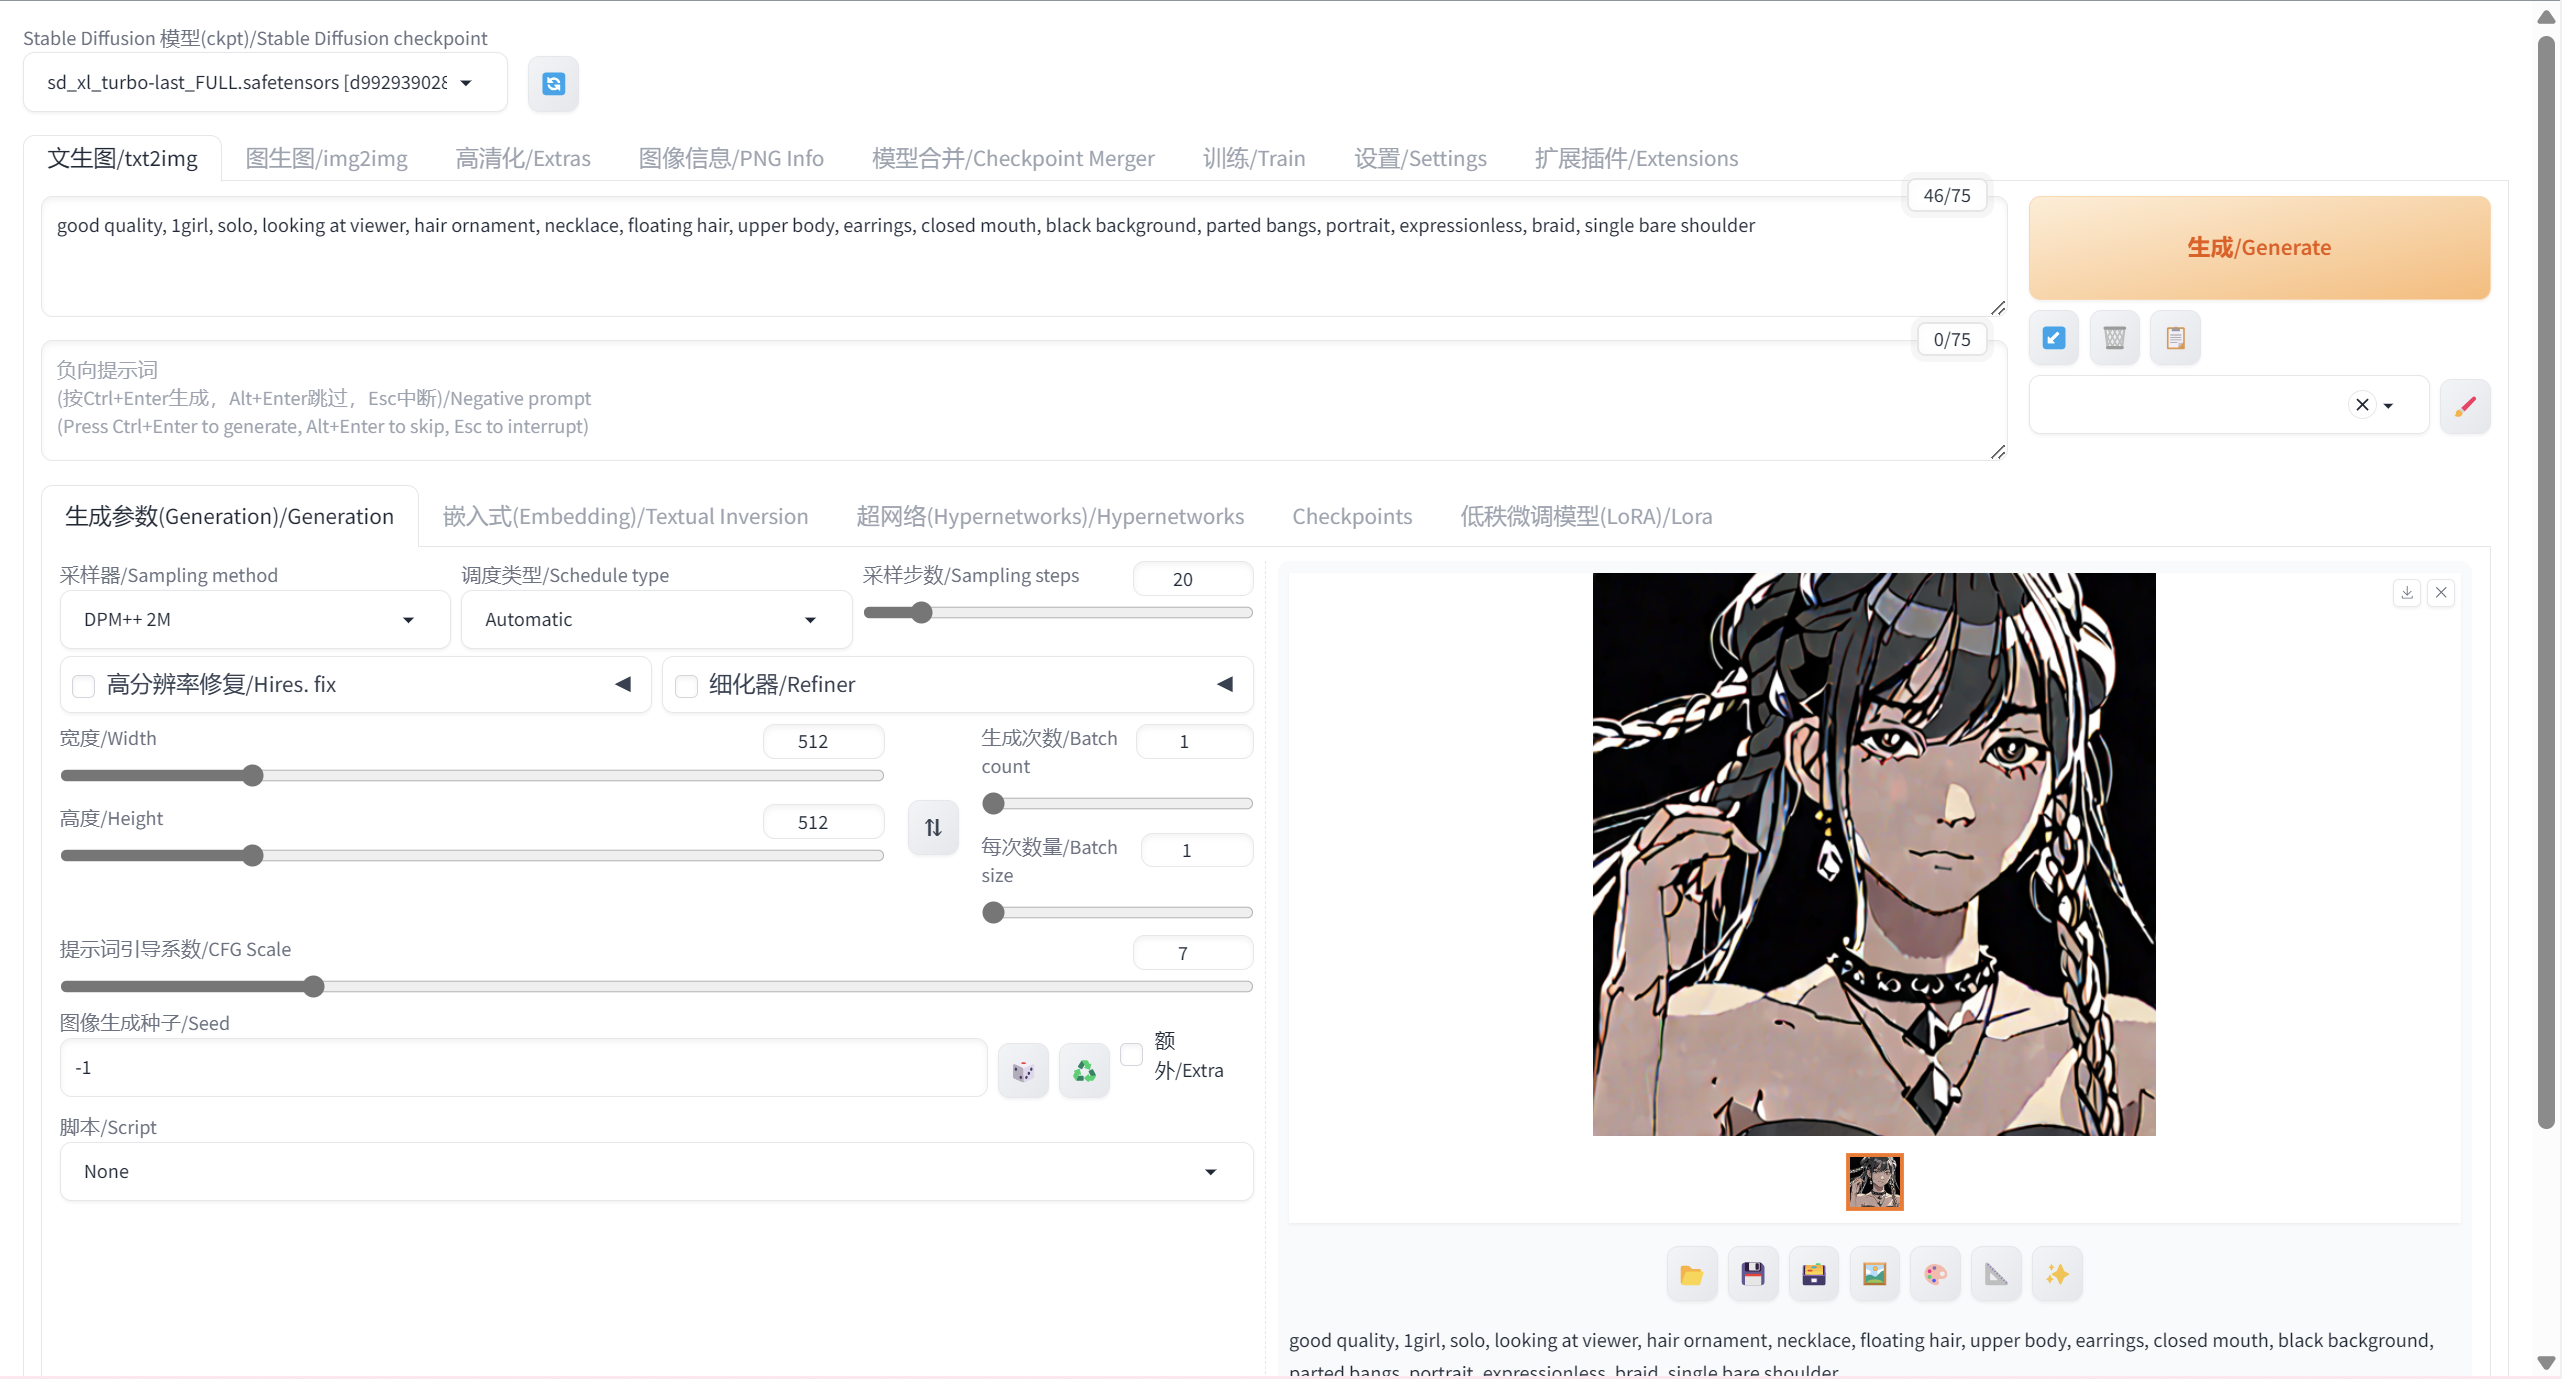 Stable Diffusion 模型(ckpt)/Stable Diffusion checkpoint
sd_xl_turbo-last_FULL.safetensors [d992939028
文生图/txt2img 图生图/img2img 高清化/Extras 图像信息/PNG Info 模型合并/Checkpoint Merger 训练/Train 设置/Settings 扩展插件/Extensions
46/75
good quality, 1girl, solo, looking at viewer, hair ornament, necklace, floating hair, upper body, earrings, closed mouth, black background, parted bangs, portrait, expressionless, braid, single bare shoulder
生成/Generate
0/75
负向提示词
(按Ctrl+Enter生成，Alt+Enter跳过，Esc中断)/Negative prompt
(Press Ctrl+Enter to generate, Alt+Enter to skip, Esc to interrupt)
生成参数(Generation)/Generation 嵌入式(Embedding)/Textual Inversion 超网络(Hypernetworks)/Hypernetworks Checkpoints 低秩微调模型(LoRA)/Lora
采样器/Sampling method 调度类型/Schedule type 采样步数/Sampling steps 20
DPM++ 2M Automatic
高分辨率修复/Hires. fix 细化器/Refiner
宽度/Width 512
生成次数/Batch count 1
高度/Height 512
每次数量/Batch size 1
提示词引导系数/CFG Scale 7
图像生成种子/Seed
-1
额
外/Extra
脚本/Script
None
good quality, 1girl, solo, looking at viewer, hair ornament, necklace, floating hair, upper body, earrings, closed mouth, black background,
parted bangs, portrait, expressionless, braid, single bare shoulder